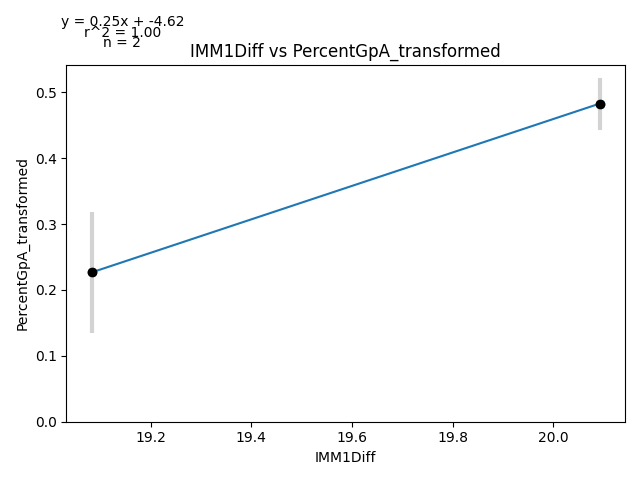 y = 0.25x + -4.62
r^2 = 1.00
n = 2
IMM1Diff vs PercentGpA_transformed
PercentGpA_transformed
0.5
0.4
0.3
0.2
0.1
0.0
19.2 19.4 19.6 19.8 20.0
IMM1Diff